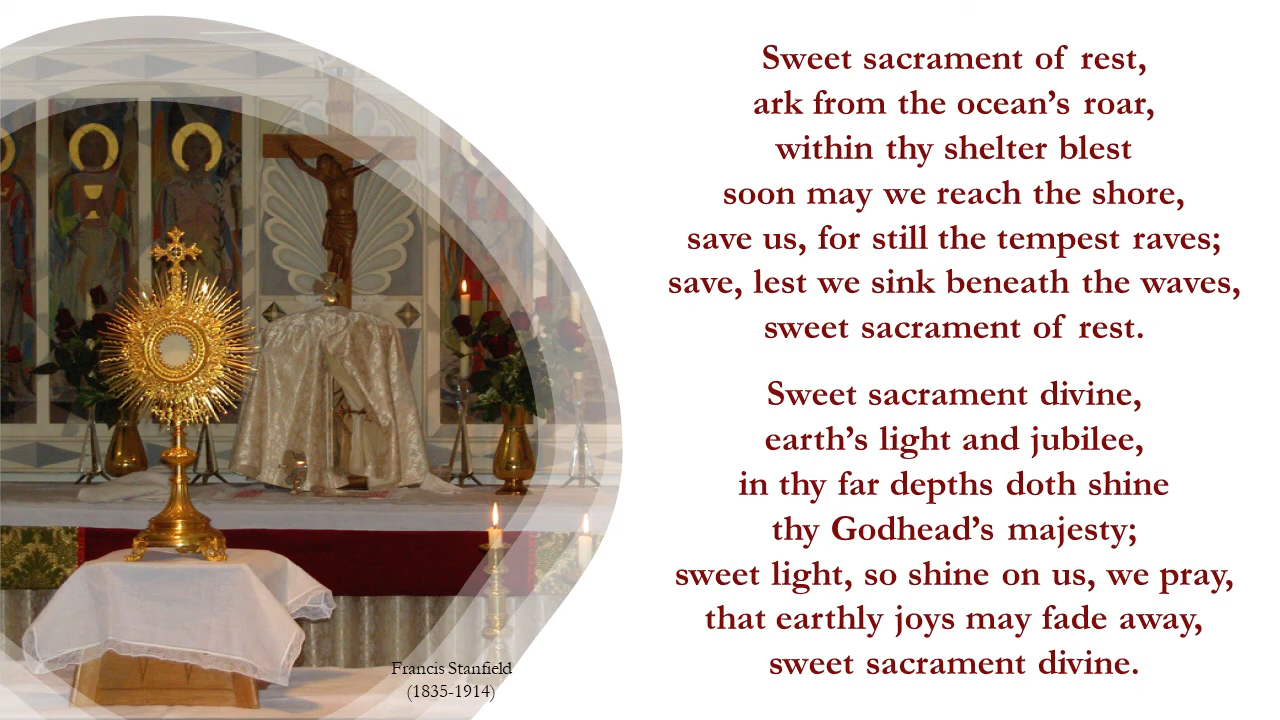 Sweet sacrament of rest,
ark from the ocean’s roar,
within thy shelter blest
soon may we reach the shore,
save us, for still the tempest raves;
save, lest we sink beneath the waves,
sweet sacrament of rest.
Sweet sacrament divine,
earth’s light and jubilee,
in thy far depths doth shine
thy Godhead’s majesty;
sweet light, so shine on us, we pray,
that earthly joys may fade away,
sweet sacrament divine.
Francis Stanfield
(1835-1914)